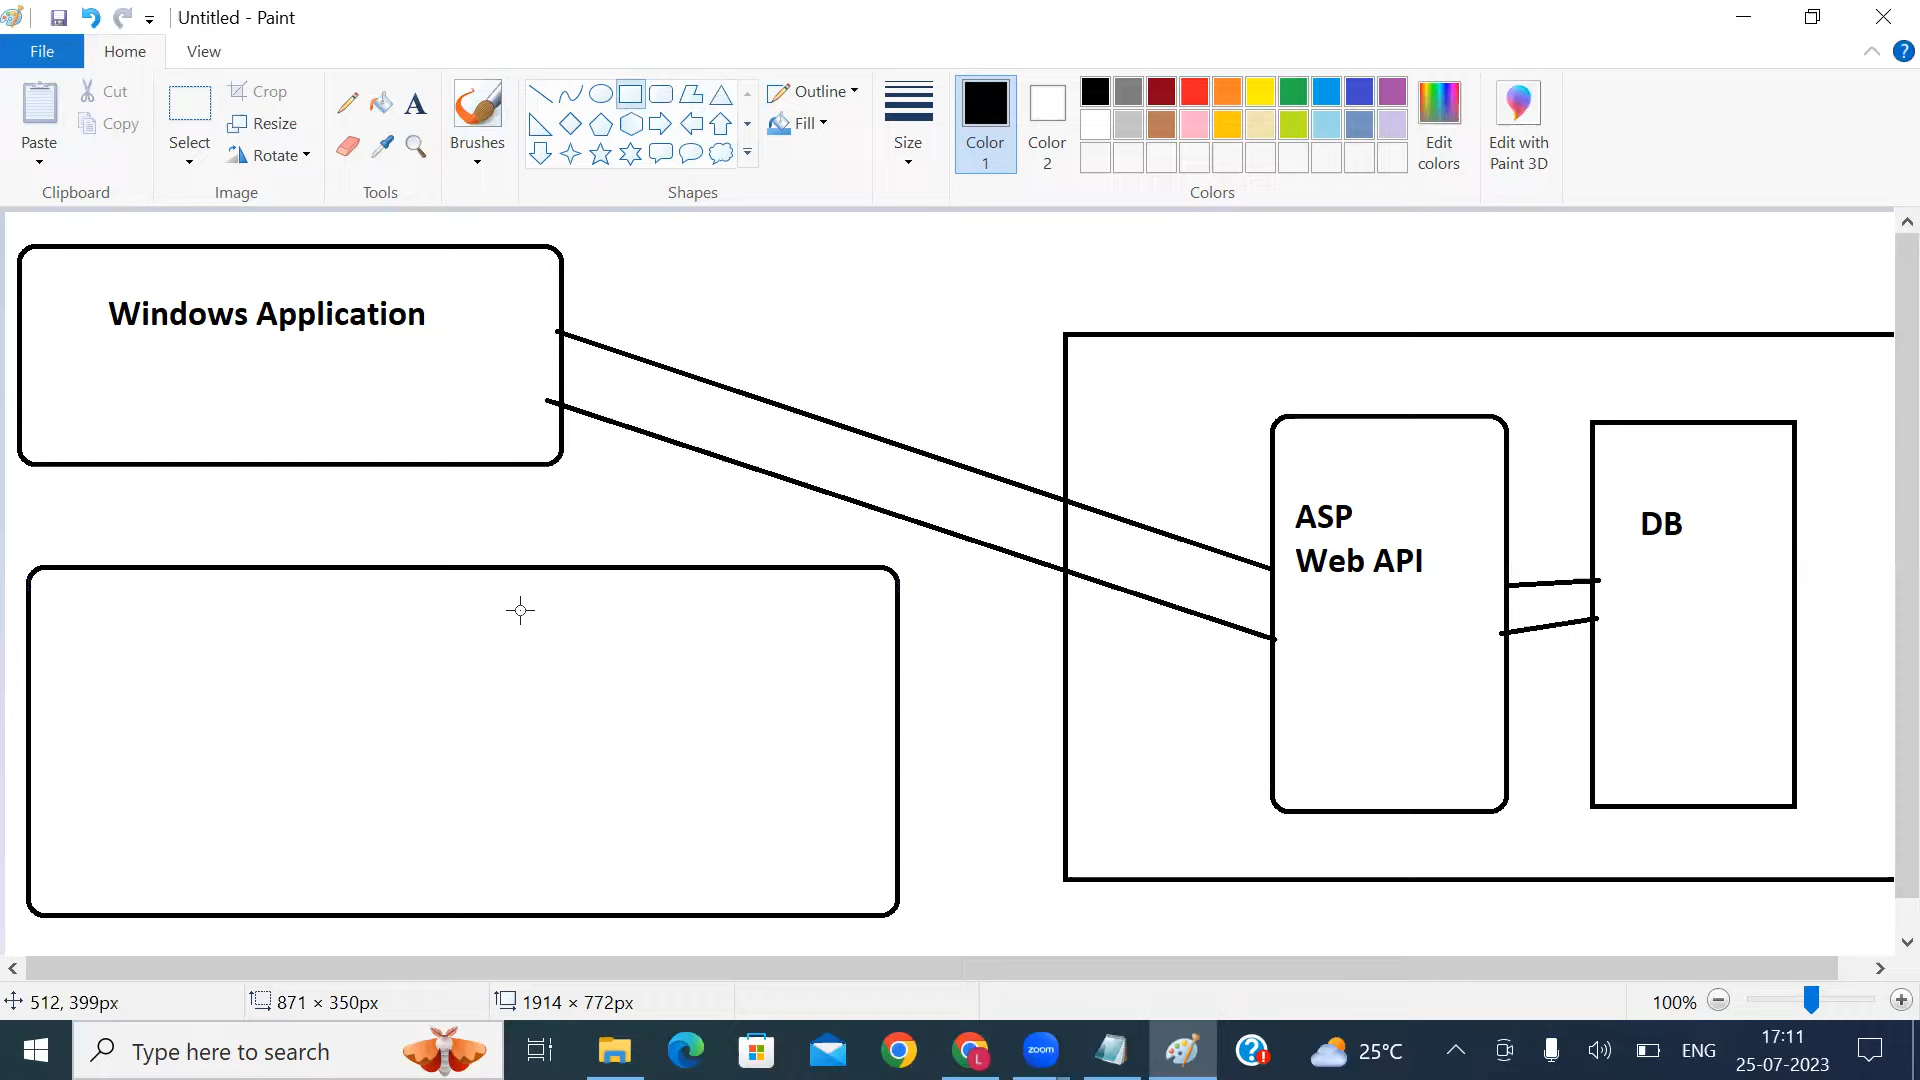 Untitled - Paint
File
Home
View
Paste
Cut
Copy
Clipboard
Select
Crop
Resize
Rotate
Image
A
Tools
Brushes
Shapes
Outline
Fill
Size
Color
1
Color
2
Colors
Edit
colors
Edit with
Paint 3D
?
Windows Application
ASP
Web API
DB
512, 399px
871 × 350px
1914 × 772px
100%
Type here to search
L
zoom
?
!
25°C
ENG
17:11
25-07-2023